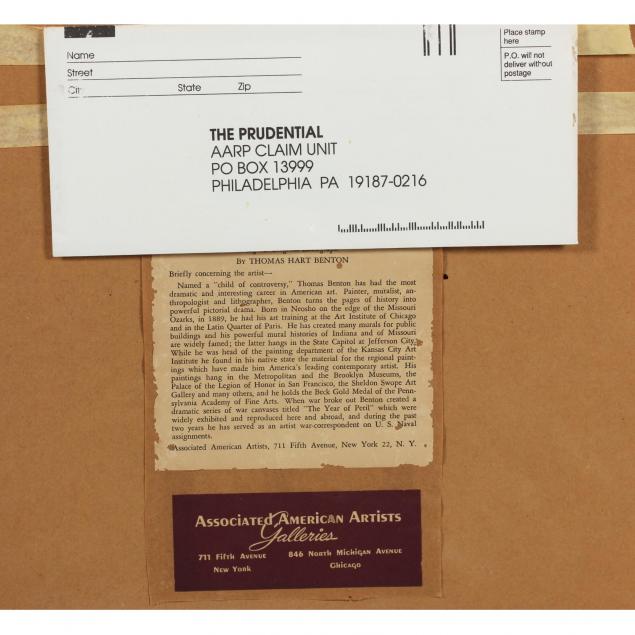 Name
Street
State Zip
Place stamp
here
P.O. will not
deliver without
postage
THE PRUDENTIAL
AARP CLAIM UNIT
PO BOX 13999
PHILADELPHIA PA 19187-0216
By THOMAS HART BENTON
Briefly concerning the artist—
Named a "child of controversy," Thomas Benton has had the most
dramatic and interesting career in American art. Painter, muralist, an-
thropologist and lithographer, Benton turns the pages of history into
powerful pictorial drama. Born in Neosho on the edge of the Missouri
Ozarks, in 1889, he had his art training at the Art Institute of Chicago
and in the Latin Quarter of Paris. He has created many murals for public
buildings and his powerful mural histories of Indiana and of Missouri
are widely famed; the latter hangs in the State Capitol at Jefferson City.
While he was head of the painting department of the Kansas City Art
Institute he found in his native state the material for the regional paint-
ings which have made him America's leading contemporary artist. His
paintings hang in the Metropolitan and the Brooklyn Museums, the
Palace of the Legion of Honor in San Francisco, the Sheldon Swope Art
Gallery and many others, and he holds the Beck Gold Medal of the Penn-
sylvania Academy of Fine Arts. When war broke out Benton created a
dramatic series of war canvases titled "The Year of Peril" which were
widely exhibited and reproduced here and abroad, and during the past
two years he has served as an artist war-correspondent on U. S. Naval
assignments.
Associated American Artists, 711 Fifth Avenue, New York 22, N. Y.
ASSOCIATED AMERICAN ARTISTS
Galleries
711 Fifth Avenue 846 North Michigan Avenue
New York Chicago